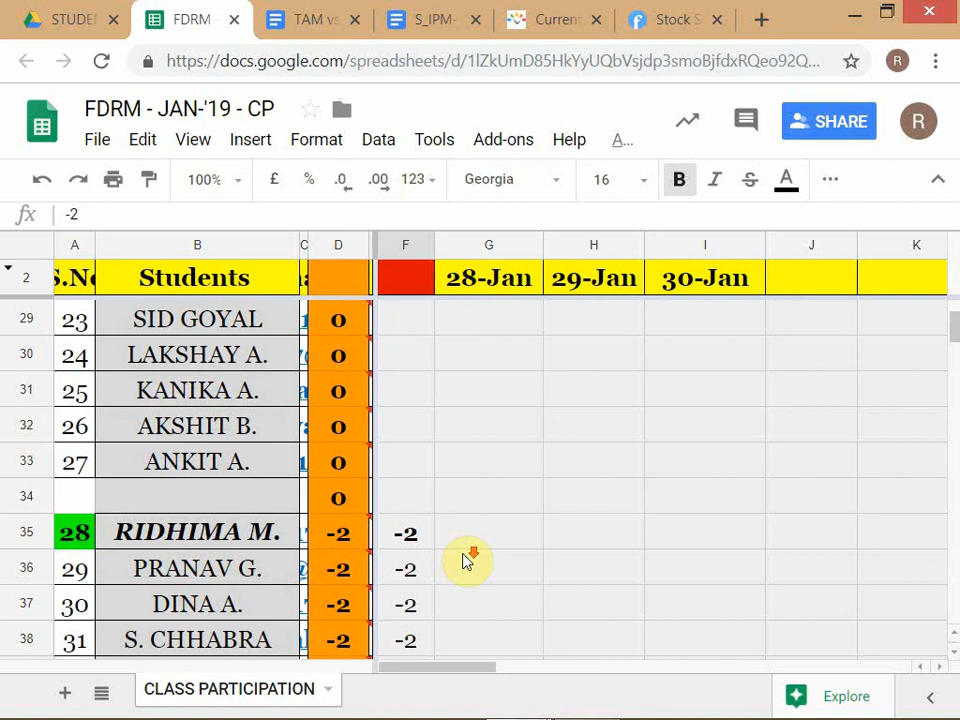 STUDEN
FDRM -
TAM vs
S_IPM-
Curren
Stock S
https://docs.google.com/spreadsheets/d/1lZkUmD85HkYyUQbVsjdp3smoBjfdxRQeo92Q...
R
FDRM - JAN-'19 - CP
SHARE
R
File Edit View Insert Format Data Tools Add-ons Help A...
100% £ % .0 .00 123 Georgia 16 B I S A ...
fx -2
A B C D F G H I J K
2 S.No Students 28-Jan 29-Jan 30-Jan
29 23 SID GOYAL 0
30 24 LAKSHAY A. 0
31 25 KANIKA A. 0
32 26 AKSHIT B. 0
33 27 ANKIT A. 0
34 0
35 28 RIDHIMA M. -2 -2
36 29 PRANAV G. -2 -2
37 30 DINA A. -2 -2
38 31 S. CHHABRA -2 -2
CLASS PARTICIPATION
Explore